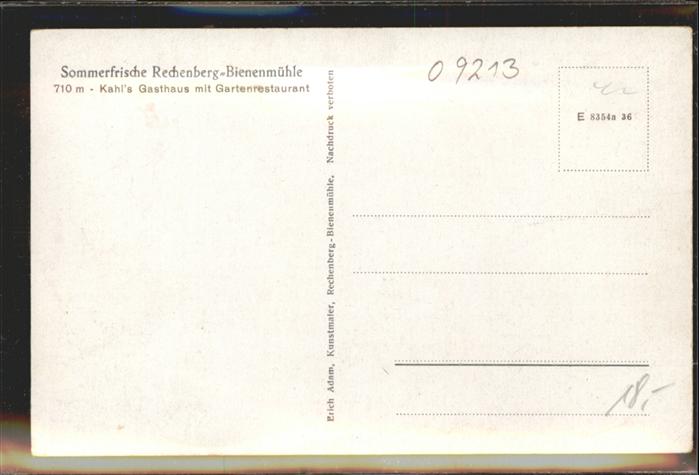 Sommerfrische Rechenberg-Bienenmühle
710 m - Kahl's Gasthaus mit Gartenrestaurant
Erich Adam, Kunstmaler, Rechenberg-Bienenmühle, Nachdruck verboten
09213
E 8354a 36
18,-